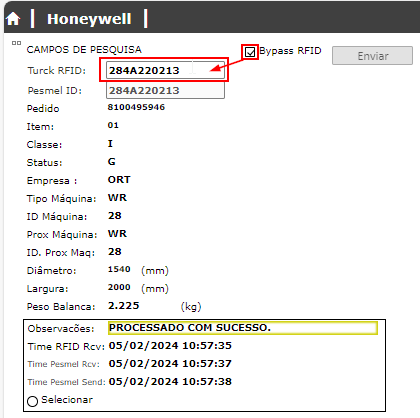 Honeywell
CAMPOS DE PESQUISA
Bypass RFID
Turck RFID: 284A220213
Enviar
Pesmel ID: 284A220213
Pedido 8100495946
Item: 01
Classe: I
Status: G
Empresa : ORT
Tipo Máquina: WR
ID Máquina: 28
Prox Máquina: WR
ID. Prox Maq: 28
Diâmetro: 1540 (mm)
Largura: 2000 (mm)
Peso Balanca: 2.225 (kg)
Observacões: PROCESSADO COM SUCESSO.
Time RFID Rcv: 05/02/2024 10:57:35
Time Pesmel Rcv: 05/02/2024 10:57:37
Time Pesmel Send: 05/02/2024 10:57:38
Selecionar